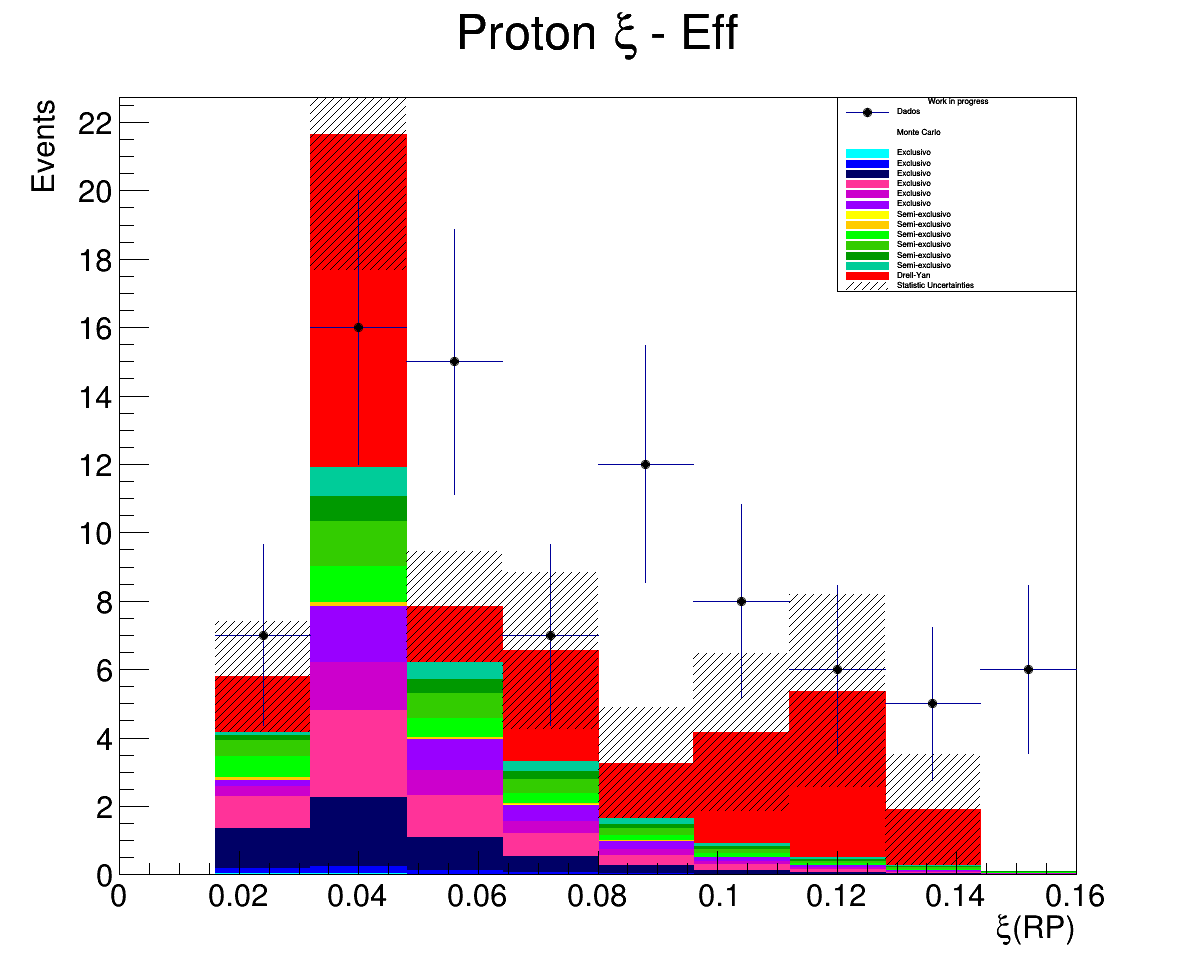 Proton ξ - Eff
Events
22
20
18
16
14
12
10
8
6
4
2
0
0 0.02 0.04 0.06 0.08 0.1 0.12 0.14 0.16
ξ(RP)
Work in progress
Dados
Monte Carlo
Exclusivo
Exclusivo
Exclusivo
Exclusivo
Exclusivo
Exclusivo
Semi-exclusivo
Semi-exclusivo
Semi-exclusivo
Semi-exclusivo
Semi-exclusivo
Semi-exclusivo
Drell-Yan
Statistic Uncertainties